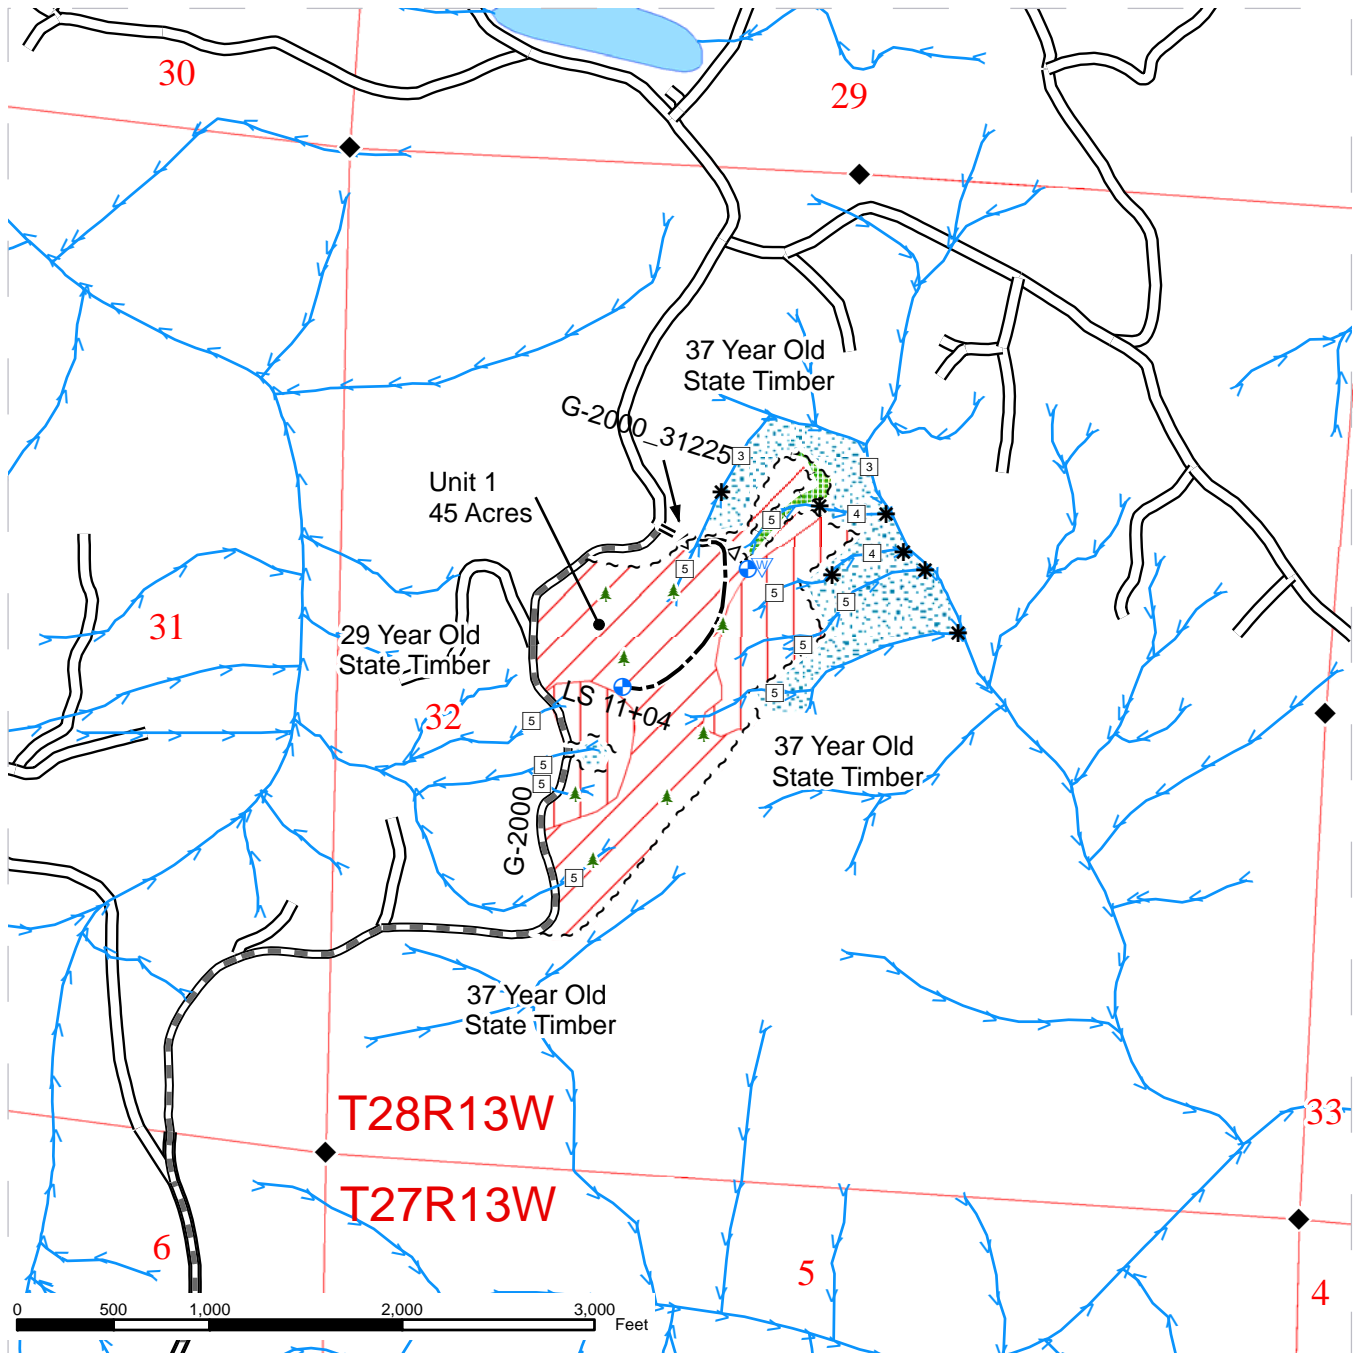 30
29
37 Year Old
State Timber
G-2000_31225
3
3
Unit 1
45 Acres
5
4
4
W
5
5
5
31
29 Year Old
State Timber
5
LS 11+04
5
32
5
37 Year Old
State Timber
5
5
G-2000
5
37 Year Old
State Timber
T28R13W
33
T27R13W
6
5
4
0 500 1,000 2,000 3,000
Feet